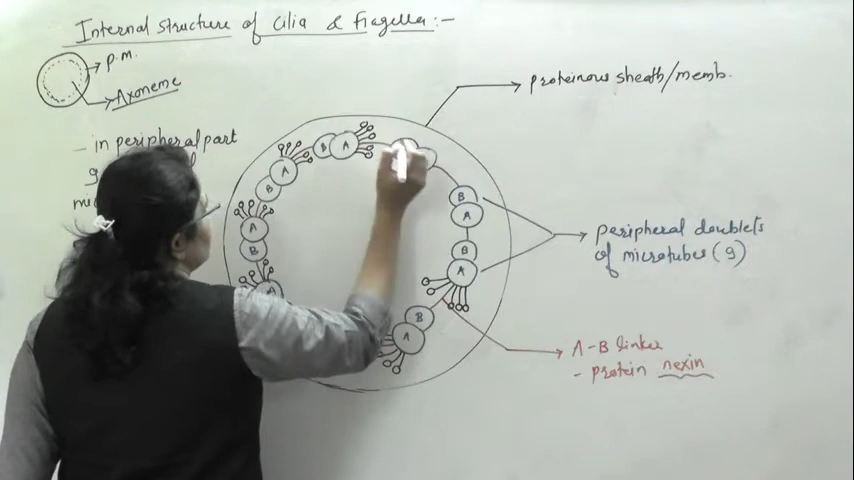 Internal structure of Cilia & Flagella:-
P.M.
Axoneme
- in peripheral part
9
proteinous sheath/memb.
B A
A
B
A
B
A
B
A
B
A
B
A
peripheral doublets
of microtubes (9)
A-B linker
- protein nexin